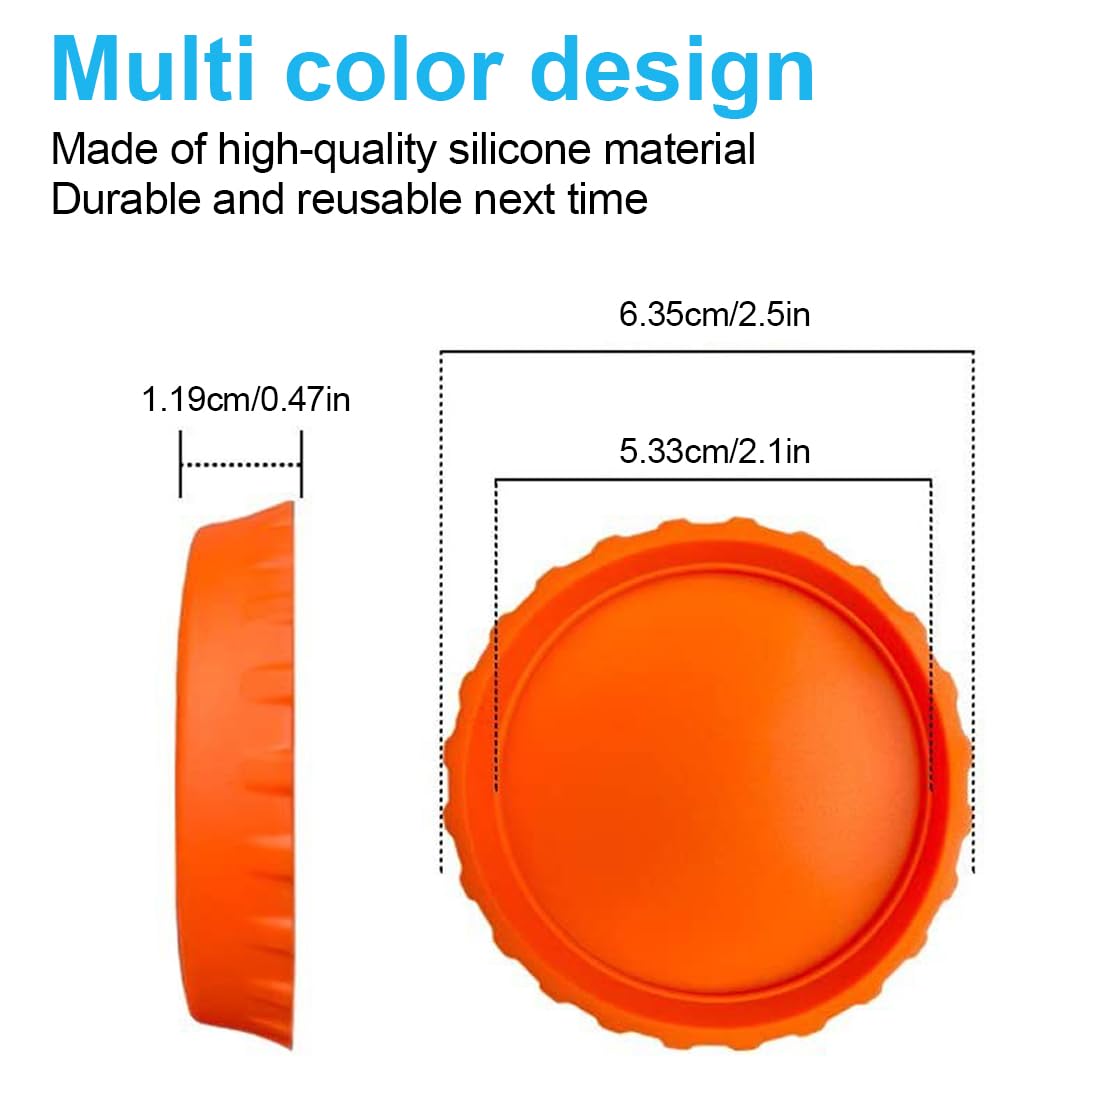 Multi color design
Made of high-quality silicone material
Durable and reusable next time
6.35cm/2.5in
1.19cm/0.47in
5.33cm/2.1in